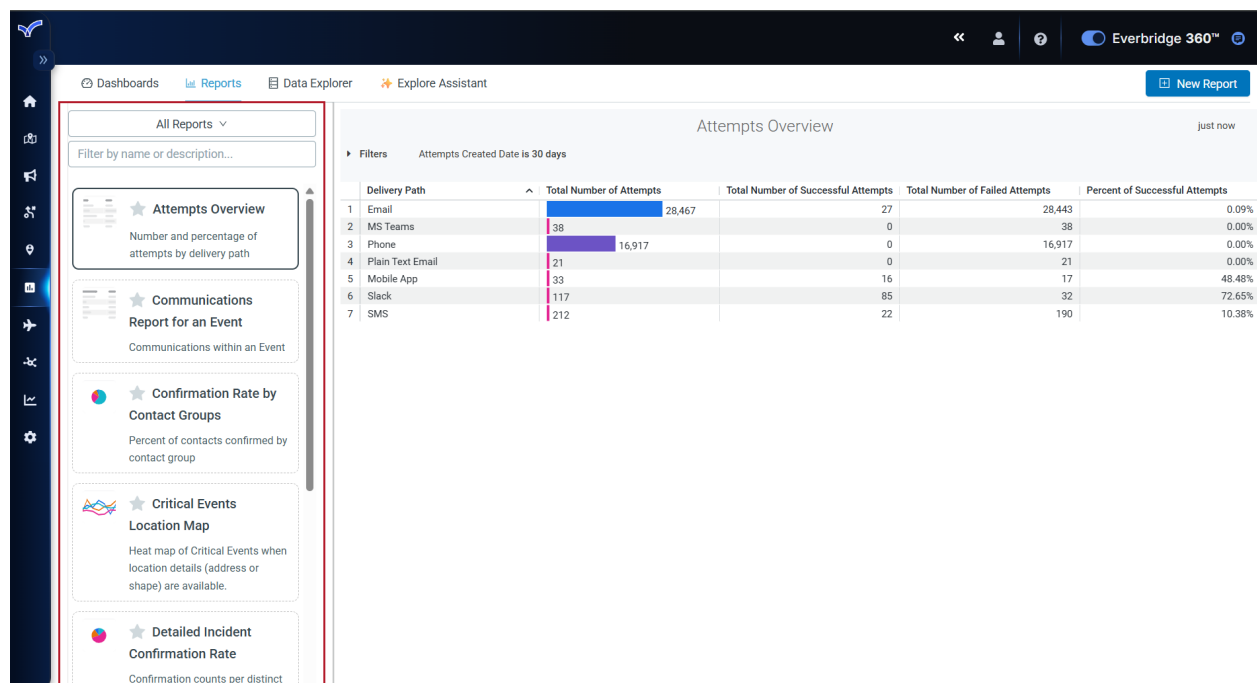 Everbridge 360™
Dashboards Reports Data Explorer Explore Assistant New Report
All Reports
Filter by name or description...
Attempts Overview
Number and percentage of
attempts by delivery path
Communications
Report for an Event
Communications within an Event
Confirmation Rate by
Contact Groups
Percent of contacts confirmed by
contact group
Critical Events
Location Map
Heat map of Critical Events when
location details (address or
shape) are available.
Detailed Incident
Confirmation Rate
Confirmation counts per distinct
Attempts Overview just now
Filters Attempts Created Date is 30 days
Delivery Path Total Number of Attempts Total Number of Successful Attempts Total Number of Failed Attempts Percent of Successful Attempts
1 Email 28,467 27 28,443 0.09%
2 MS Teams 38 0 38 0.00%
3 Phone 16,917 0 16,917 0.00%
4 Plain Text Email 21 0 21 0.00%
5 Mobile App 33 16 17 48.48%
6 Slack 117 85 32 72.65%
7 SMS 212 22 190 10.38%